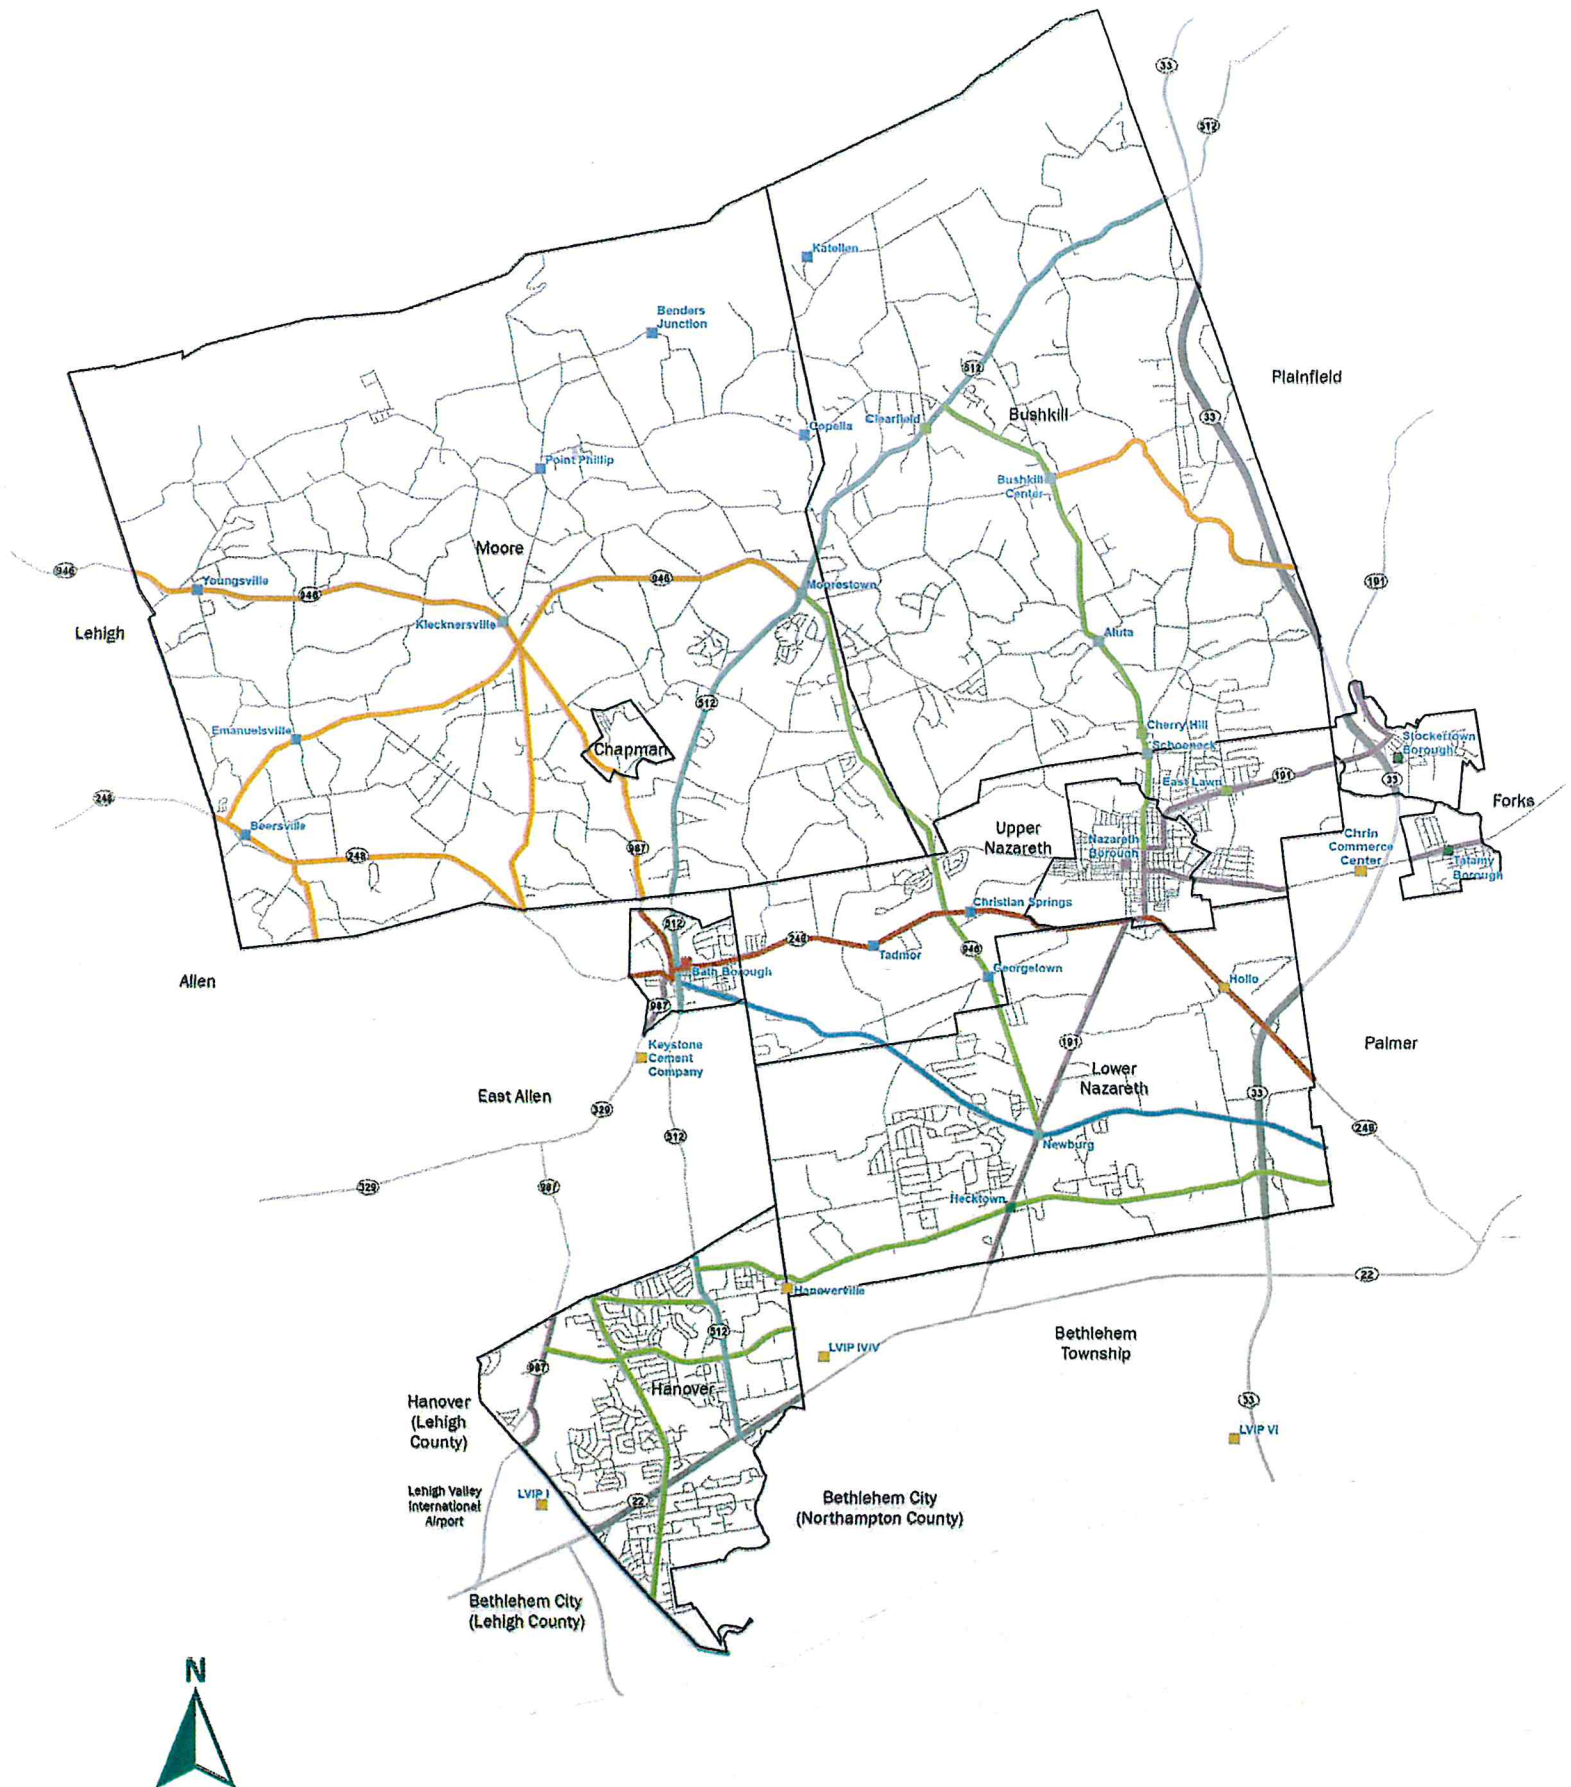 33
512
Katellen
Benders
Junction
512
Plainfield
Clearfield
Bushkill
33
Copella
Point Phillip
Bushkill
Center
Moore
946
Youngsville
946
946
Moorestown
191
Klecknersville
Lehigh
Aluta
512
Emanuelsville
Chapman
Cherry Hill
Schoeneck
Stockertown
Borough
East Lawn
191
33
248
Forks
Beersville
Upper
Nazareth
Nazareth
Borough
Chrin
Commerce
Center
248
987
Tatamy
Borough
Christian Springs
512
248
946
Tadmor
Georgetown
Bath Borough
Hollo
Allen
987
Keystone
Cement
Company
191
Palmer
Lower
Nazareth
East Allen
33
329
512
248
Newburg
329
987
Hecktown
22
Hanoverville
512
Bethlehem
Township
LVIP IV/V
987
Hanover
Hanover
(Lehigh
County)
33
LVIP VI
Lehigh Valley
International
Airport
LVIP I
22
Bethlehem City
(Northampton County)
Bethlehem City
(Lehigh County)
N